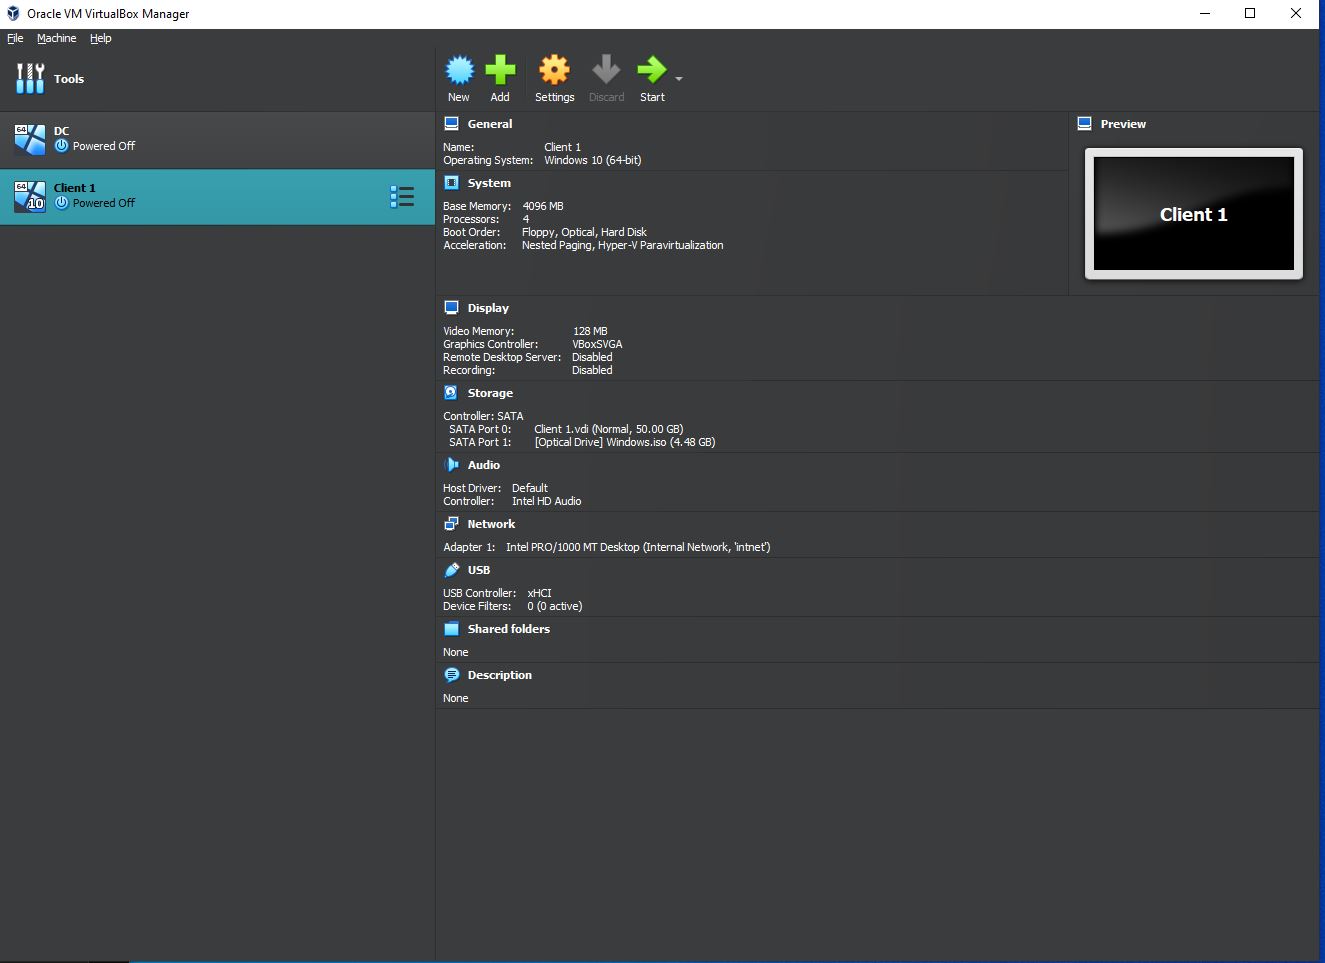 Oracle VM VirtualBox Manager
File Machine Help
Tools
New Add Settings Discard Start
64 DC
Powered Off
64 10 Client 1
Powered Off
General
Name: Client 1
Operating System: Windows 10 (64-bit)
System
Base Memory: 4096 MB
Processors: 4
Boot Order: Floppy, Optical, Hard Disk
Acceleration: Nested Paging, Hyper-V Paravirtualization
Preview
Client 1
Display
Video Memory: 128 MB
Graphics Controller: VBoxSVGA
Remote Desktop Server: Disabled
Recording: Disabled
Storage
Controller: SATA
SATA Port 0: Client 1.vdi (Normal, 50.00 GB)
SATA Port 1: [Optical Drive] Windows.iso (4.48 GB)
Audio
Host Driver: Default
Controller: Intel HD Audio
Network
Adapter 1: Intel PRO/1000 MT Desktop (Internal Network, 'intnet')
USB
USB Controller: xHCI
Device Filters: 0 (0 active)
Shared folders
None
Description
None